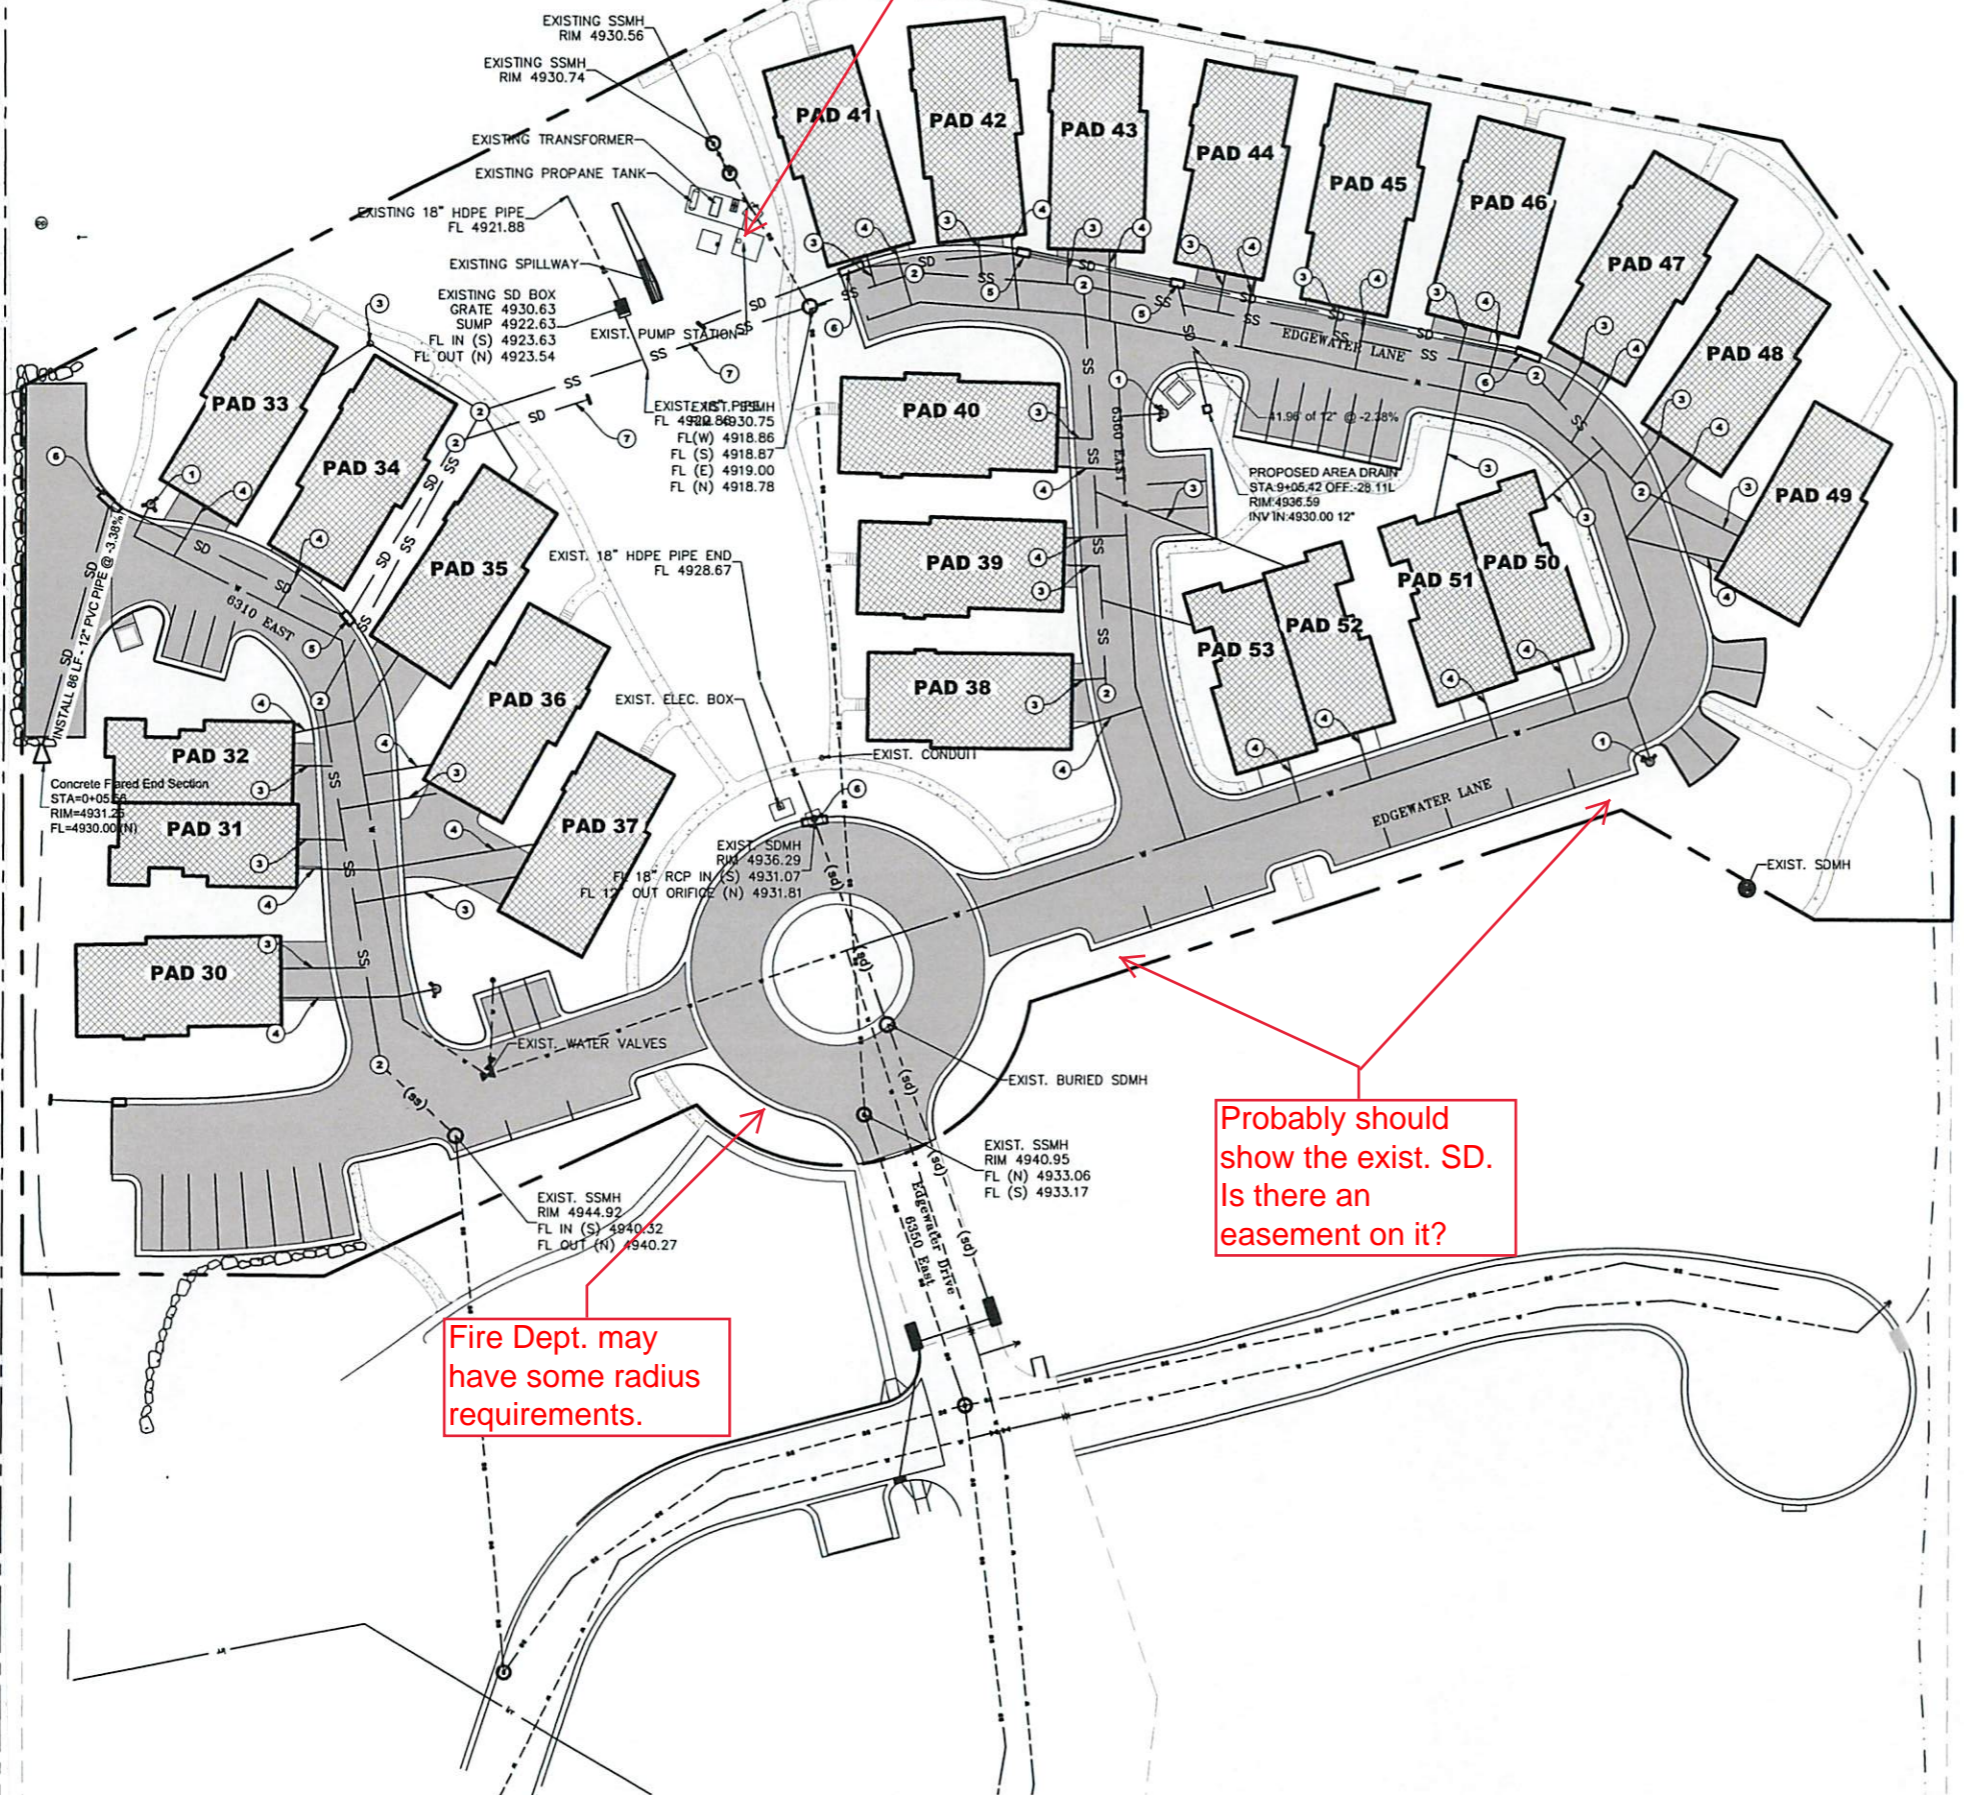 EXISTING SSMH
RIM 4930.56
EXISTING SSMH
RIM 4930.74
EXISTING TRANSFORMER
EXISTING PROPANE TANK
EXISTING 18" HDPE PIPE
FL 4921.88
EXISTING SPILLWAY
EXISTING SD BOX
GRATE 4930.63
SUMP 4922.63
FL IN (S) 4923.63
FL OUT (N) 4923.54
EXIST. PUMP STATION
EXIST. SSMH
RIM 4930.75
FL(W) 4918.86
FL (S) 4918.87
FL (E) 4919.00
FL (N) 4918.78
PAD 41
PAD 42
PAD 43
PAD 44
PAD 45
PAD 46
PAD 47
PAD 48
PAD 49
PAD 33
PAD 34
PAD 35
PAD 36
PAD 37
PAD 40
PAD 39
PAD 38
PAD 53
PAD 52
PAD 51
PAD 50
PAD 32
PAD 31
PAD 30
EDGEWATER LANE
6360 EAST
41.96' of 12" @ -2.38%
PROPOSED AREA DRAIN
STA:9+05.42 OFF:-28.11L
RIM:4936.59
INV IN:4930.00 12"
EXIST. 18" HDPE PIPE END
FL 4928.67
6310 EAST
INSTALL 86 LF - 12" PVC PIPE @ -3.38%
Concrete Flared End Section
STA=0+05.56
RIM=4931.25
FL=4930.00 (N)
EXIST. ELEC. BOX
EXIST. CONDUIT
EXIST. SDMH
RIM 4936.29
FL 18" RCP IN (S) 4931.07
FL 12" OUT ORIFICE (N) 4931.81
EDGEWATER LANE
EXIST. SDMH
EXIST. WATER VALVES
EXIST. BURIED SDMH
EXIST. SSMH
RIM 4940.95
FL (N) 4933.06
FL (S) 4933.17
EXIST. SSMH
RIM 4944.92
FL IN (S) 4940.32
FL OUT (N) 4940.27
Edgewater Drive
6350 East
Probably should
show the exist. SD.
Is there an
easement on it?
Fire Dept. may
have some radius
requirements.